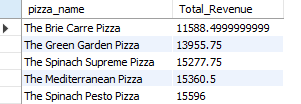 pizza_name Total_Revenue
The Brie Carre Pizza 11588.4999999999
The Green Garden Pizza 13955.75
The Spinach Supreme Pizza 15277.75
The Mediterranean Pizza 15360.5
The Spinach Pesto Pizza 15596